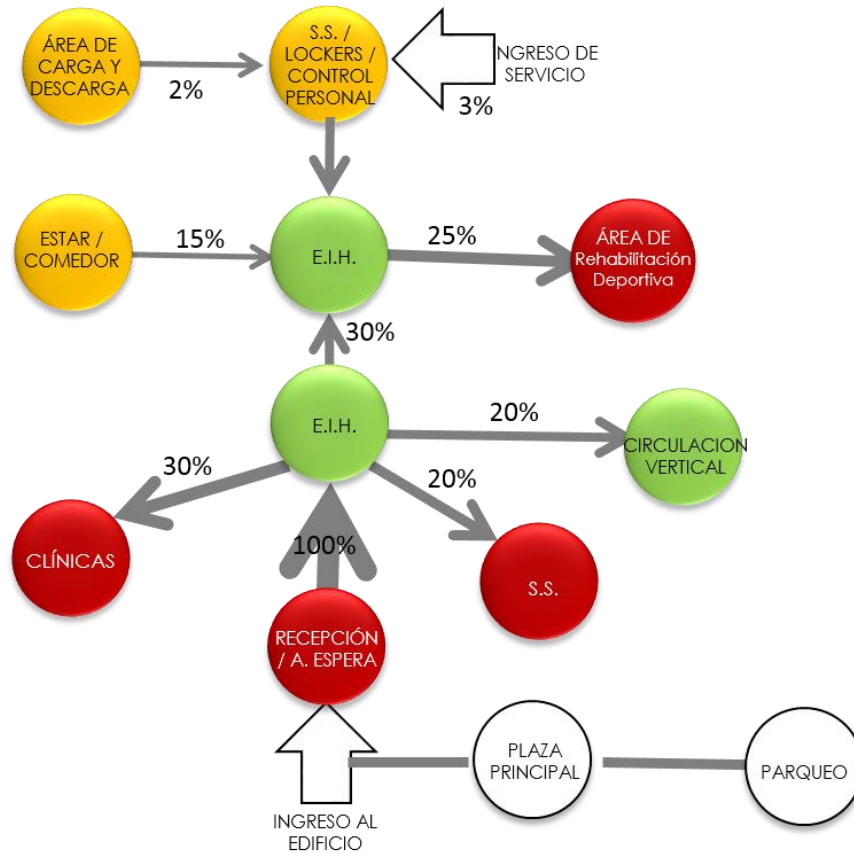 ÁREA DE
CARGA Y
DESCARGA
2%
S.S. /
LOCKERS /
CONTROL
PERSONAL
NGRESO DE
SERVICIO
3%
ESTAR /
COMEDOR
15%
E.I.H.
25%
ÁREA DE
Rehabilitación
Deportiva
30%
E.I.H.
20%
CIRCULACION
VERTICAL
30%
20%
CLÍNICAS
100%
S.S.
RECEPCIÓN
/ A. ESPERA
PLAZA
PRINCIPAL
PARQUEO
INGRESO AL
EDIFICIO